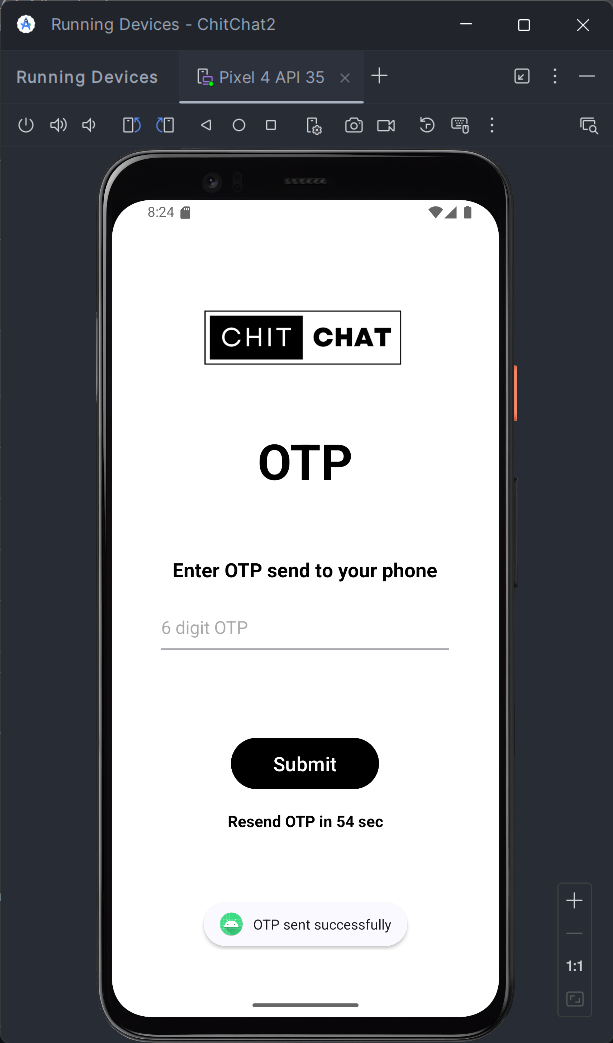 Running Devices - ChitChat2
Running Devices
Pixel 4 API 35
8:24
CHIT CHAT
OTP
Enter OTP send to your phone
6 digit OTP
Submit
Resend OTP in 54 sec
OTP sent successfully
1:1